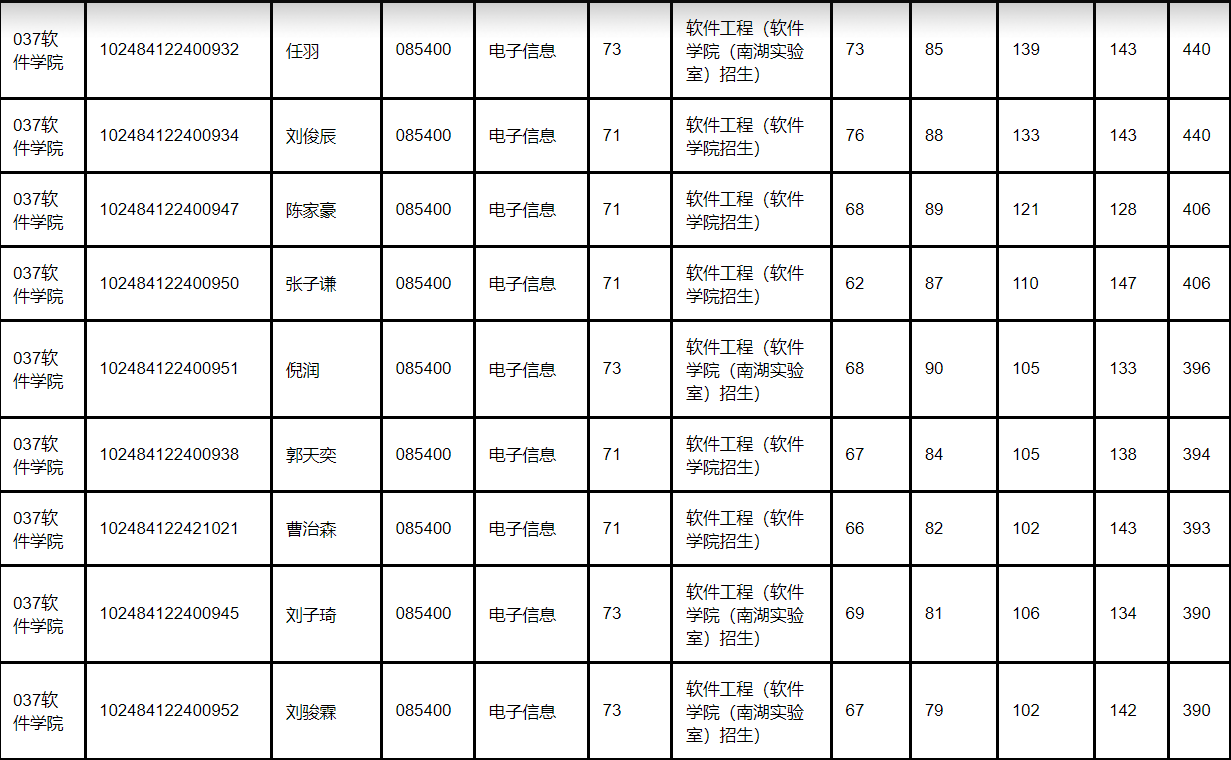 037软件学院 102484122400932 任羽 085400 电子信息 73 软件工程（软件学院（南湖实验室）招生） 73 85 139 143 440
037软件学院 102484122400934 刘俊辰 085400 电子信息 71 软件工程（软件学院招生） 76 88 133 143 440
037软件学院 102484122400947 陈家豪 085400 电子信息 71 软件工程（软件学院招生） 68 89 121 128 406
037软件学院 102484122400950 张子谦 085400 电子信息 71 软件工程（软件学院招生） 62 87 110 147 406
037软件学院 102484122400951 倪润 085400 电子信息 73 软件工程（软件学院（南湖实验室）招生） 68 90 105 133 396
037软件学院 102484122400938 郭天奕 085400 电子信息 71 软件工程（软件学院招生） 67 84 105 138 394
037软件学院 102484122421021 曹治森 085400 电子信息 71 软件工程（软件学院招生） 66 82 102 143 393
037软件学院 102484122400945 刘子琦 085400 电子信息 73 软件工程（软件学院（南湖实验室）招生） 69 81 106 134 390
037软件学院 102484122400952 刘骏霖 085400 电子信息 73 软件工程（软件学院（南湖实验室）招生） 67 79 102 142 390